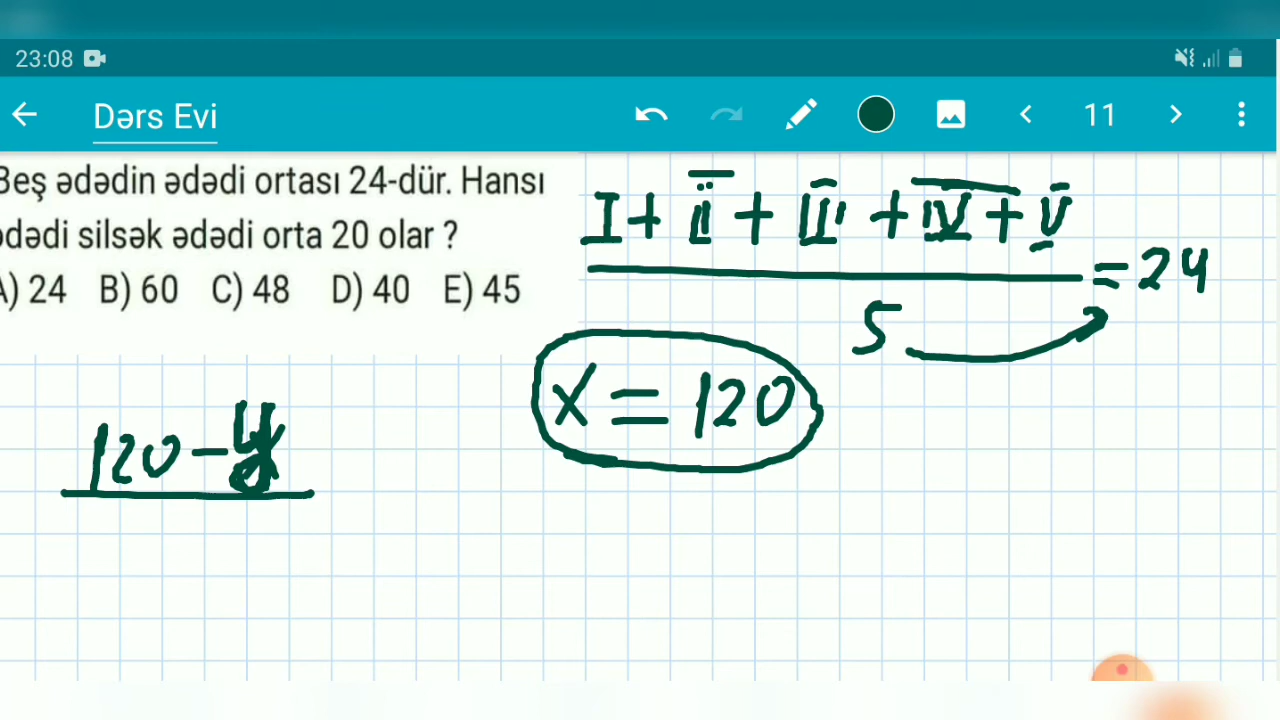 23:08
Dərs Evi
11
Beş ədədin ədədi ortası 24-dür. Hansı
ədədi silsək ədədi orta 20 olar ?
A) 24 B) 60 C) 48 D) 40 E) 45
I + II + III + IV + V
5
= 24
x = 120
120 - y